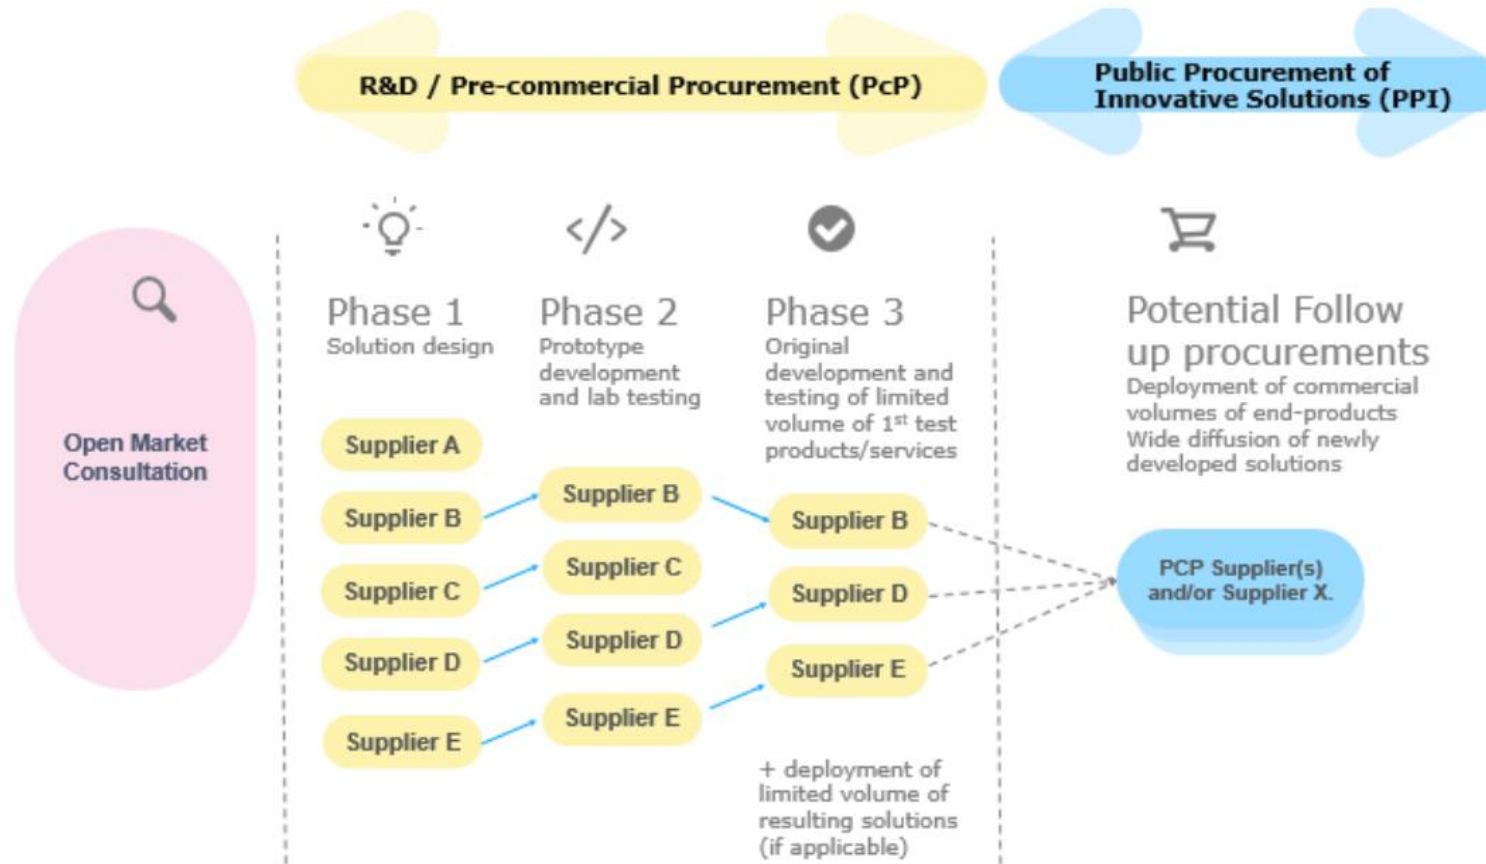 R&D / Pre-commercial Procurement (PcP)
Public Procurement of
Innovative Solutions (PPI)
Open Market
Consultation
Phase 1
Solution design
Supplier A
Supplier B
Supplier C
Supplier D
Supplier E
Phase 2
Prototype
development
and lab testing
Supplier B
Supplier C
Supplier D
Supplier E
Phase 3
Original
development and
testing of limited
volume of 1st test
products/services
Supplier B
Supplier D
Supplier E
+ deployment of
limited volume of
resulting solutions
(if applicable)
Potential Follow
up procurements
Deployment of commercial
volumes of end-products
Wide diffusion of newly
developed solutions
PCP Supplier(s)
and/or Supplier X.